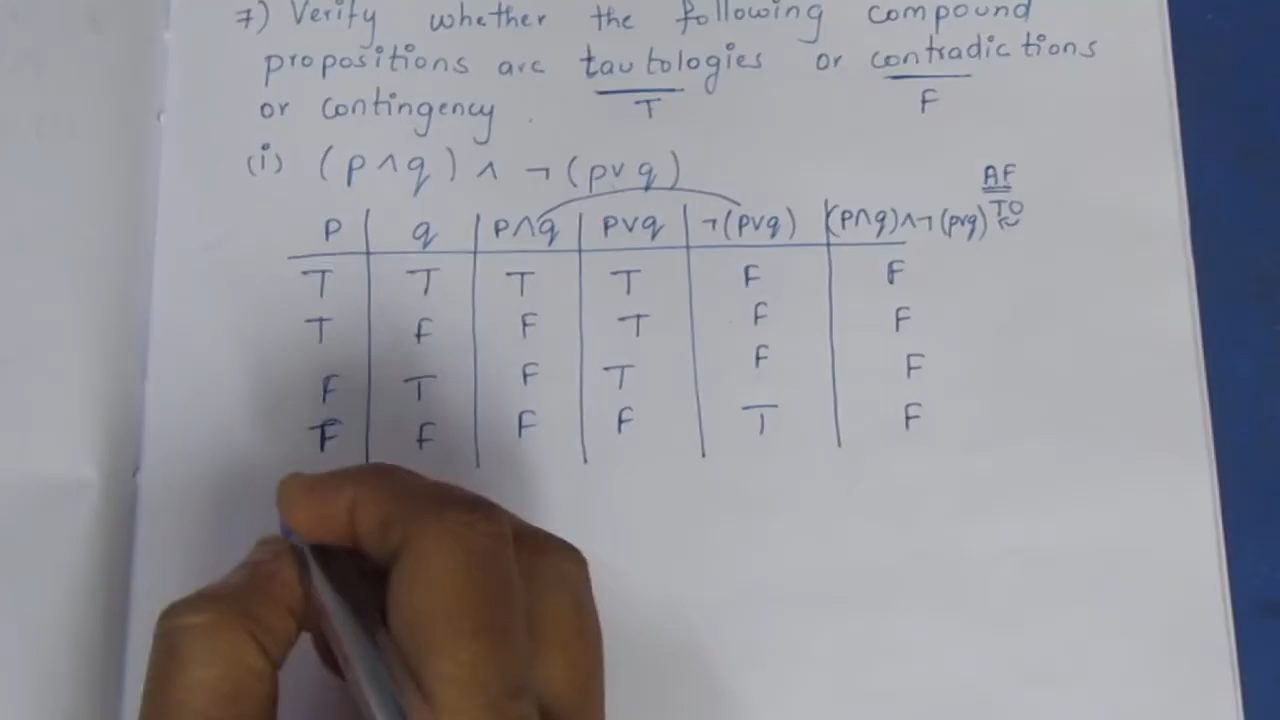 7) Verify whether the following compound
propositions are tautologies or contradictions
T F
or contingency.
(i) (p∧q) ∧ ¬(p∨q)
AF
TO
p q p∧q p∨q ¬(p∨q) (p∧q)∧¬(p∨q)
T T T T F F
T F F T F F
F T F T F F
F F F F T F